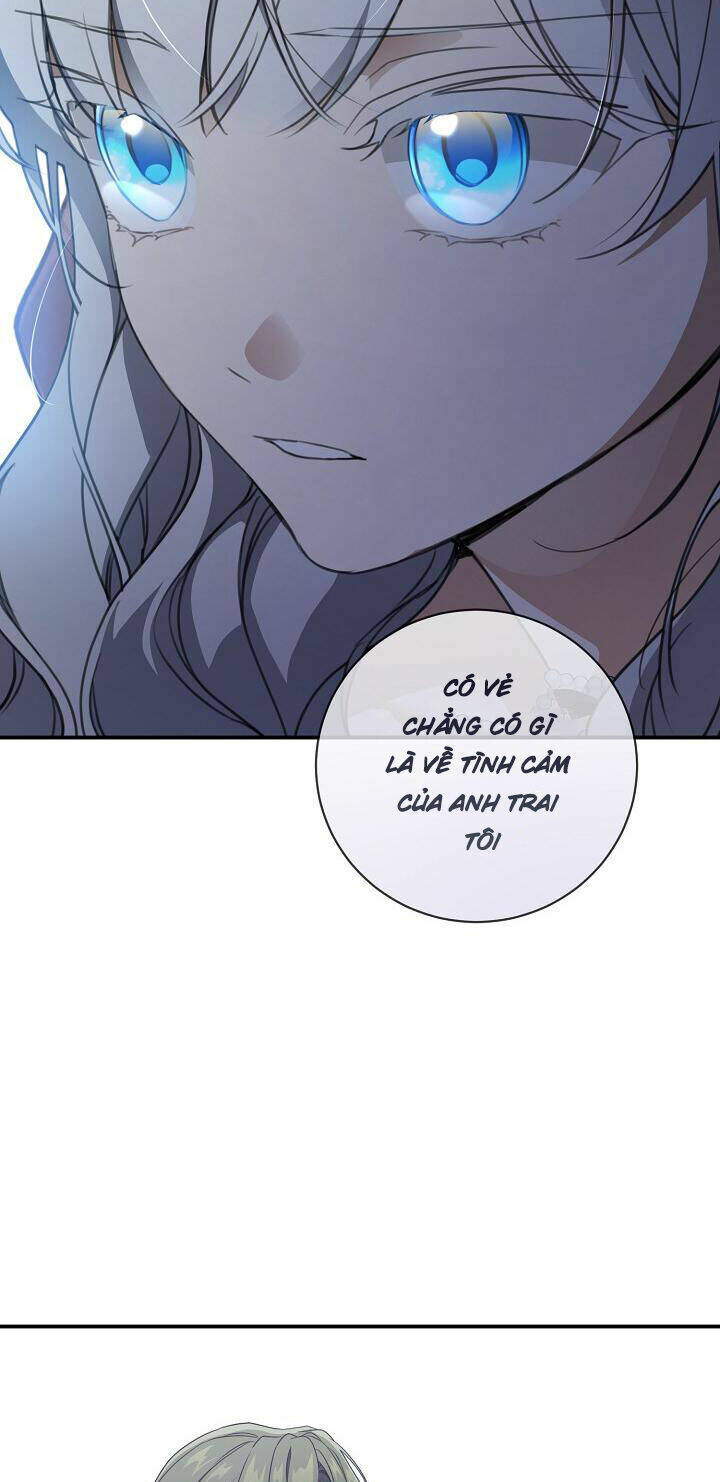 CÓ VẺ
CHẲNG CÓ GÌ
LÀ VỀ TÌNH CẢM
CỦA ANH TRAI
TÔI